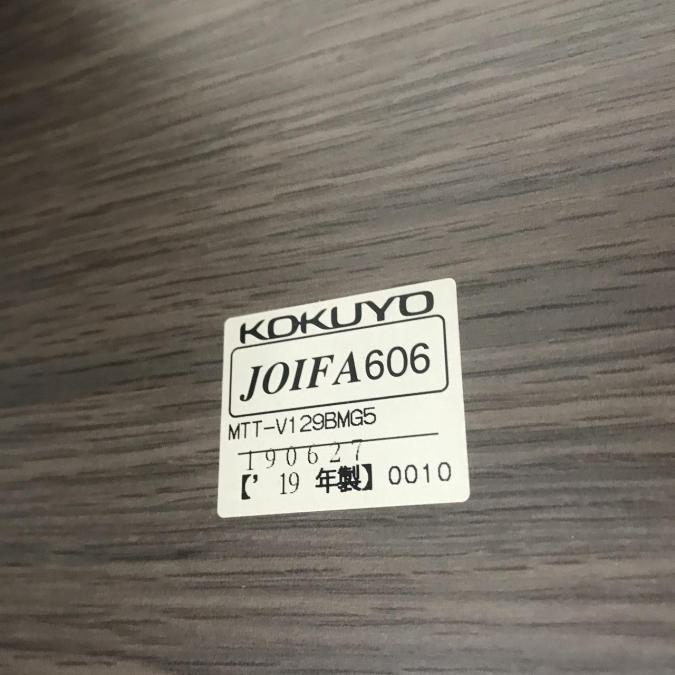 KOKUYO
JOIFA606
MTT-V129BMG5
190627
【’ 19 年製】 0010